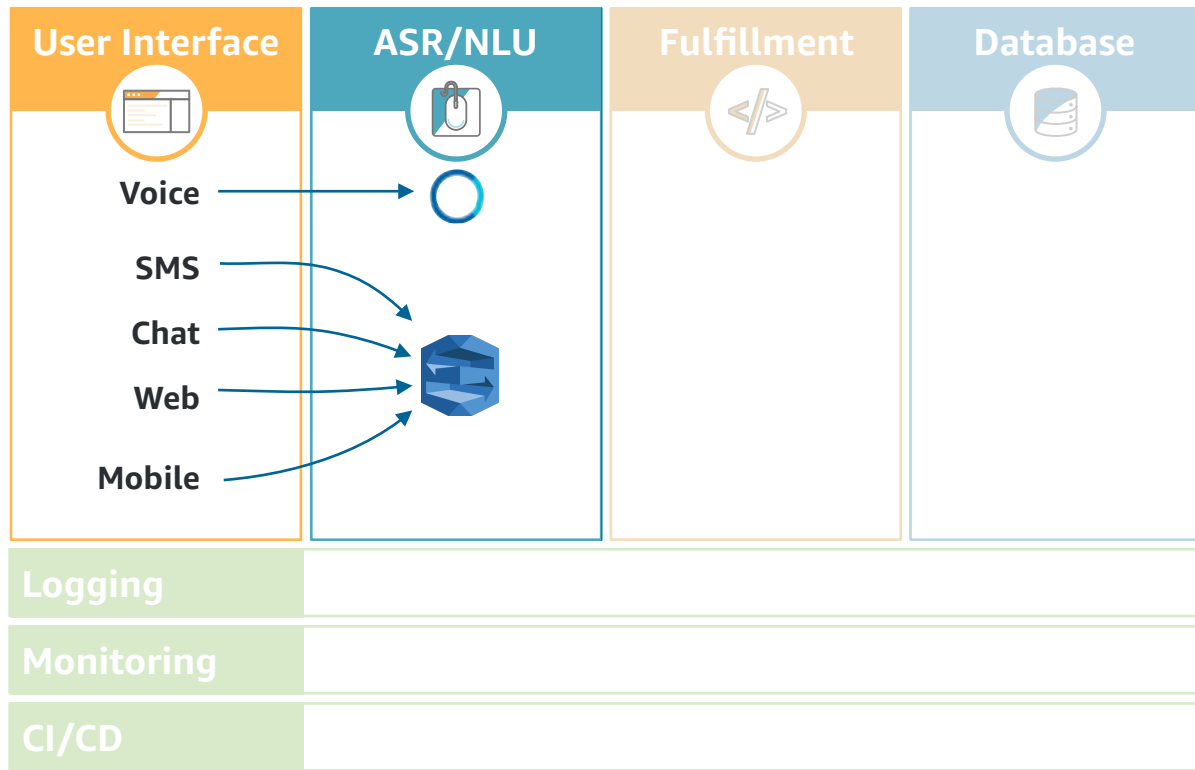 User Interface
ASR/NLU
Fulfillment
Database
</>
Voice
SMS
Chat
Web
Mobile
Logging
Monitoring
CI/CD